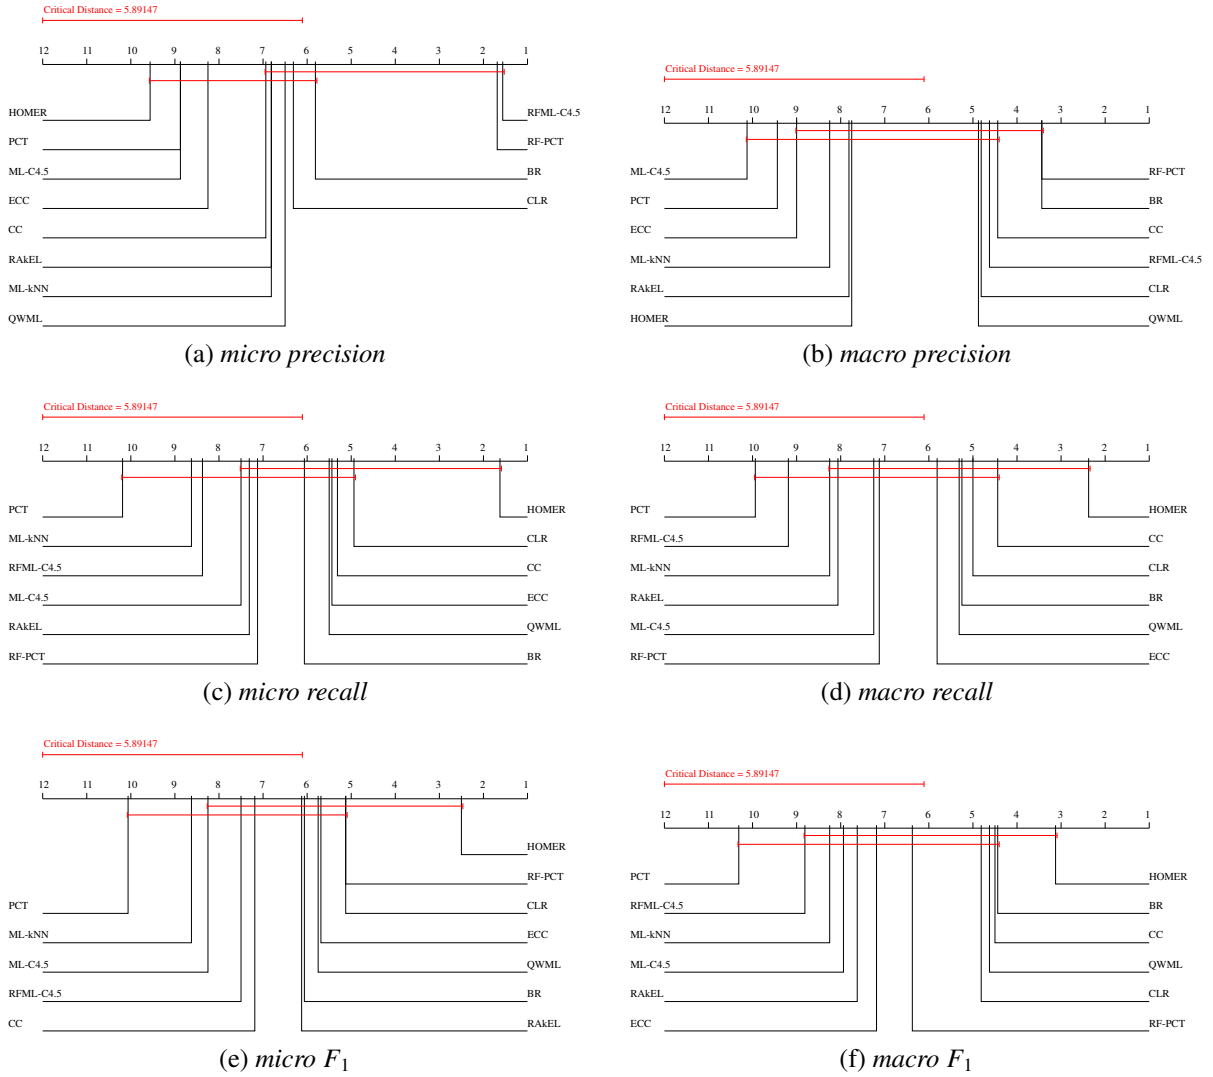 Critical Distance = 5.89147
12 11 10 9 8 7 6 5 4 3 2 1
HOMER
PCT
ML-C4.5
ECC
CC
RAkEL
ML-kNN
QWML
RFML-C4.5
RF-PCT
BR
CLR
(a) micro precision
Critical Distance = 5.89147
12 11 10 9 8 7 6 5 4 3 2 1
ML-C4.5
PCT
ECC
ML-kNN
RAkEL
HOMER
RF-PCT
BR
CC
RFML-C4.5
CLR
QWML
(b) macro precision
Critical Distance = 5.89147
12 11 10 9 8 7 6 5 4 3 2 1
PCT
ML-kNN
RFML-C4.5
ML-C4.5
RAkEL
RF-PCT
HOMER
CLR
CC
ECC
QWML
BR
(c) micro recall
Critical Distance = 5.89147
12 11 10 9 8 7 6 5 4 3 2 1
PCT
RFML-C4.5
ML-kNN
RAkEL
ML-C4.5
RF-PCT
HOMER
CC
CLR
BR
QWML
ECC
(d) macro recall
Critical Distance = 5.89147
12 11 10 9 8 7 6 5 4 3 2 1
PCT
ML-kNN
ML-C4.5
RFML-C4.5
CC
HOMER
RF-PCT
CLR
ECC
QWML
BR
RAkEL
(e) micro F1
Critical Distance = 5.89147
12 11 10 9 8 7 6 5 4 3 2 1
PCT
RFML-C4.5
ML-kNN
ML-C4.5
RAkEL
ECC
HOMER
BR
CC
QWML
CLR
RF-PCT
(f) macro F1